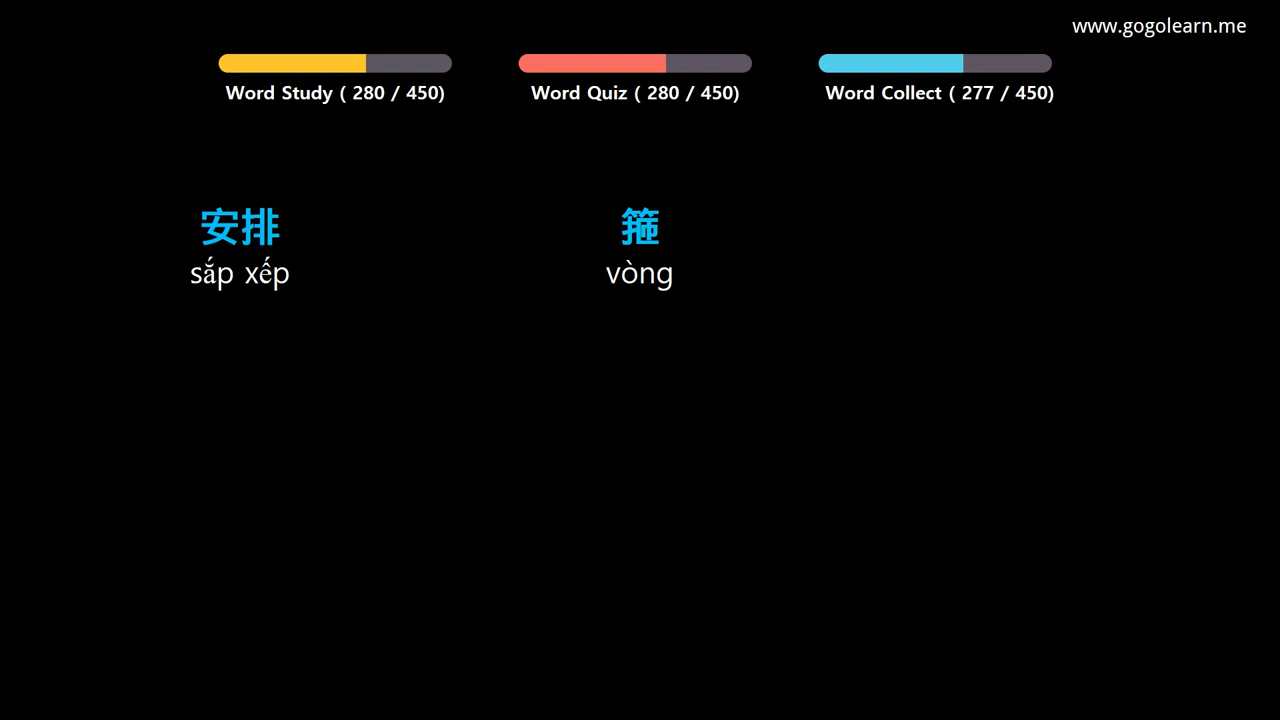 www.gogolearn.me
Word Study ( 280 / 450)
Word Quiz ( 280 / 450)
Word Collect ( 277 / 450)
安排
sắp xếp
箍
vòng